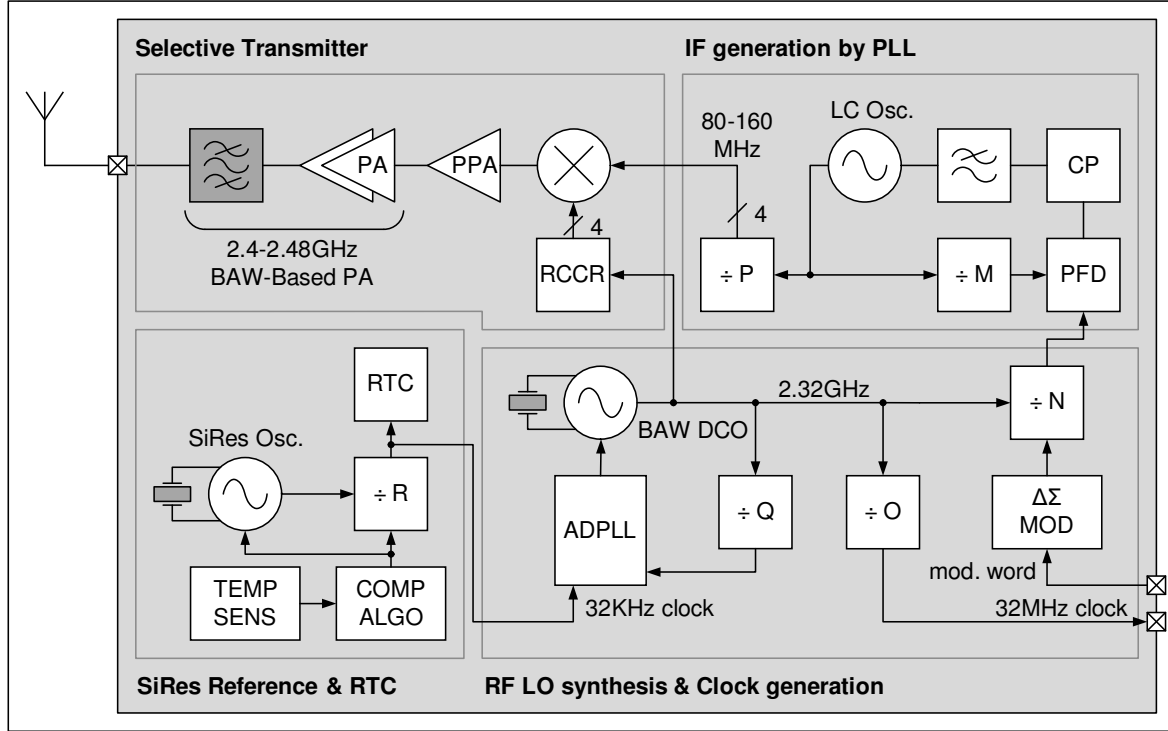 Selective Transmitter
IF generation by PLL
LC Osc.
80-160
MHz
CP
PA
PPA
4
4
2.4-2.48GHz
BAW-Based PA
RCCR
÷ P
÷ M
PFD
RTC
2.32GHz
÷ N
BAW DCO
SiRes Osc.
÷ R
ADPLL
÷ Q
÷ O
ΔΣ
MOD
mod. word
TEMP
SENS
COMP
ALGO
32KHz clock
32MHz clock
SiRes Reference & RTC
RF LO synthesis & Clock generation